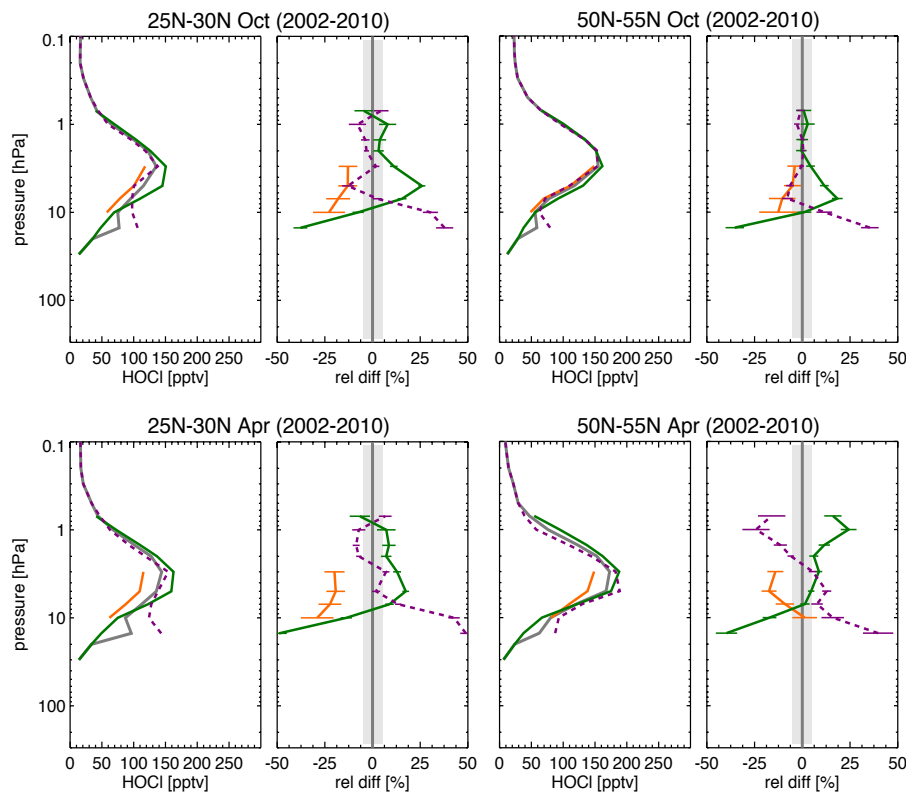 25N-30N Oct (2002-2010)
50N-55N Oct (2002-2010)
0.1
1
10
100
pressure [hPa]
0 50 100 150 200 250
HOCl [pptv]
-50 -25 0 25
rel diff [%]
0 50 100 150 200 250
HOCl [pptv]
-50 -25 0 25 50
rel diff [%]
25N-30N Apr (2002-2010)
50N-55N Apr (2002-2010)
0.1
1
10
100
pressure [hPa]
0 50 100 150 200 250
HOCl [pptv]
-50 -25 0 25
rel diff [%]
0 50 100 150 200 250
HOCl [pptv]
-50 -25 0 25 50
rel diff [%]